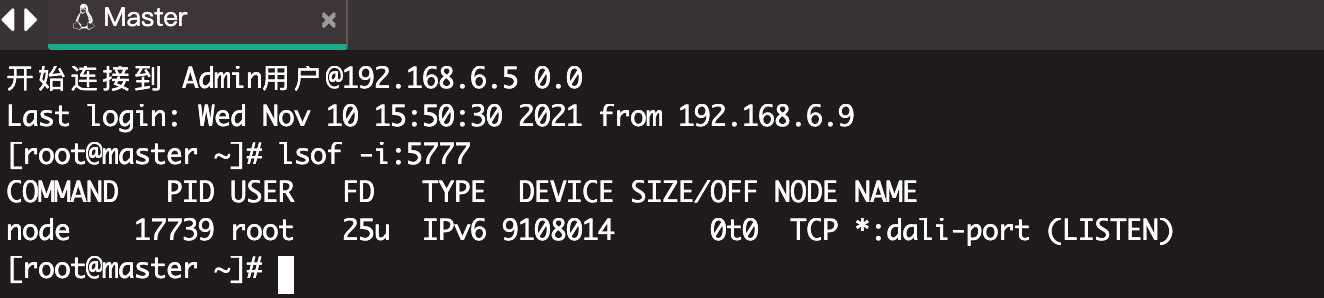 Master
开始连接到 Admin用户@192.168.6.5 0.0
Last login: Wed Nov 10 15:50:30 2021 from 192.168.6.9
[root@master ~]# lsof -i:5777
COMMAND   PID USER   FD   TYPE  DEVICE SIZE/OFF NODE NAME
node    17739 root   25u  IPv6 9108014      0t0  TCP *:dali-port (LISTEN)
[root@master ~]#